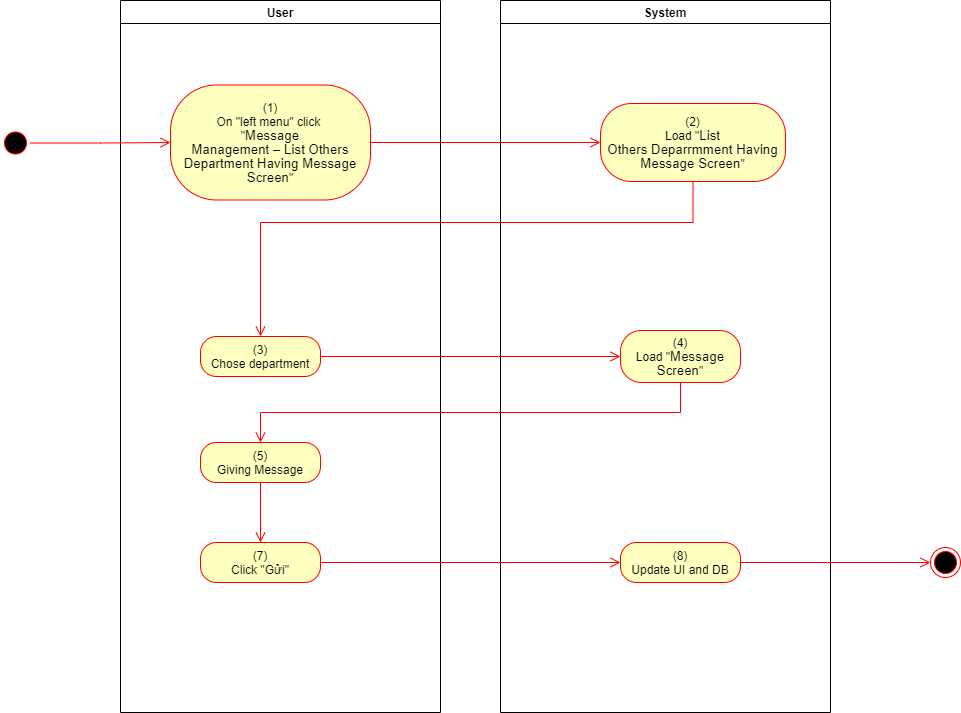 User
System
(1)
On "left menu" click
"Message
Management – List Others
Department Having Message
Screen"
(2)
Load "List
Others Deparrmment Having
Message Screen"
(3)
Chose department
(4)
Load "Message
Screen"
(5)
Giving Message
(7)
Click "Gửi"
(8)
Update UI and DB